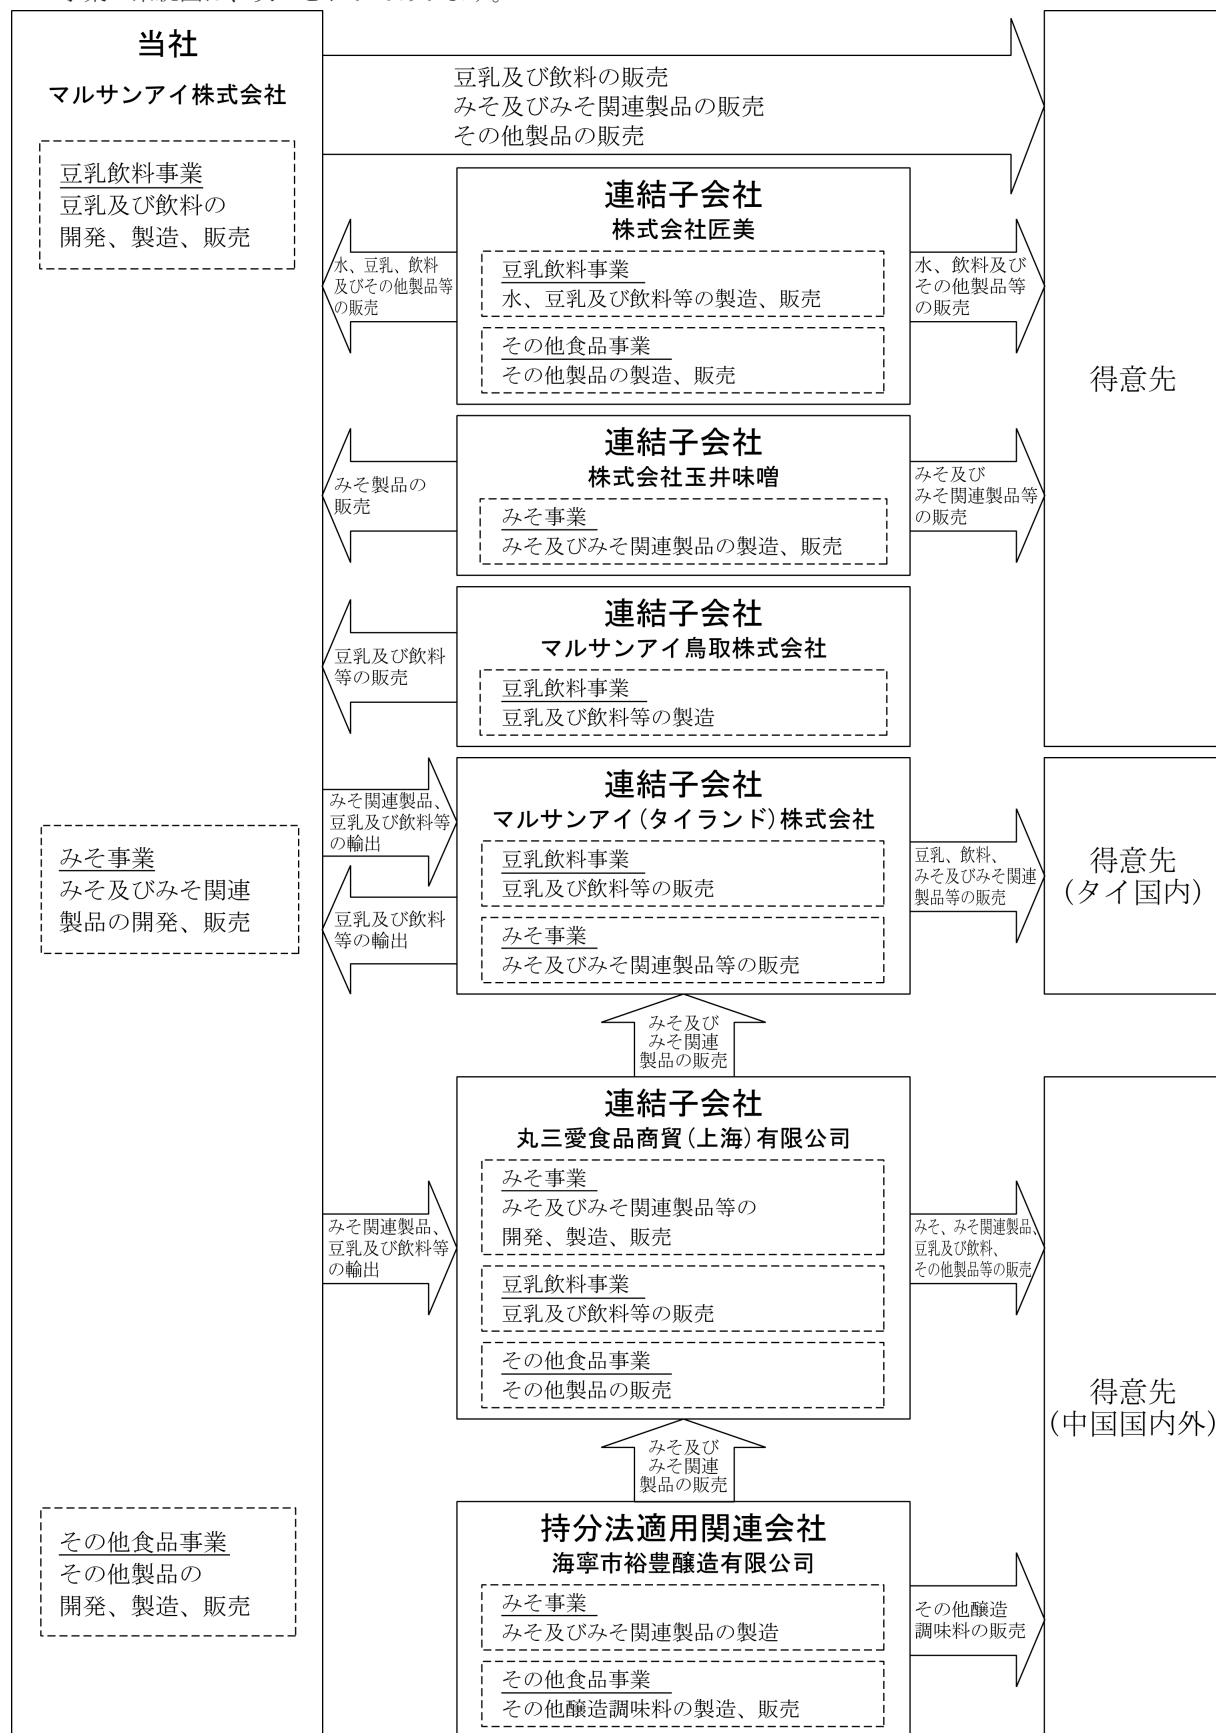 当社
マルサンアイ株式会社
豆乳飲料事業
豆乳及び飲料の
開発、製造、販売
みそ事業
みそ及びみそ関連
製品の開発、販売
その他食品事業
その他製品の
開発、製造、販売
豆乳及び飲料の販売
みそ及びみそ関連製品の販売
その他製品の販売
連結子会社
株式会社匠美
豆乳飲料事業
水、豆乳及び飲料等の製造、販売
その他食品事業
その他製品の製造、販売
水、豆乳、飲料
及びその他製品等
の販売
水、飲料及び
その他製品等
の販売
連結子会社
株式会社玉井味噌
みそ事業
みそ及びみそ関連製品の製造、販売
みそ製品の
販売
みそ及び
みそ関連製品等
の販売
連結子会社
マルサンアイ鳥取株式会社
豆乳飲料事業
豆乳及び飲料等の製造
豆乳及び飲料
等の販売
得意先
連結子会社
マルサンアイ(タイランド)株式会社
豆乳飲料事業
豆乳及び飲料等の販売
みそ事業
みそ及びみそ関連製品等の販売
みそ関連製品、
豆乳及び飲料等
の輸出
豆乳及び飲料
等の輸出
豆乳、飲料、
みそ及びみそ関連
製品等の販売
得意先
(タイ国内)
みそ及び
みそ関連
製品の販売
連結子会社
丸三愛食品商貿(上海)有限公司
みそ事業
みそ及びみそ関連製品等の
開発、製造、販売
豆乳飲料事業
豆乳及び飲料等の販売
その他食品事業
その他製品の販売
みそ関連製品、
豆乳及び飲料等
の輸出
みそ、みそ関連製品、
豆乳及び飲料、
その他製品等の販売
得意先
(中国国内外)
みそ及び
みそ関連
製品の販売
持分法適用関連会社
海寧市裕豊醸造有限公司
みそ事業
みそ及びみそ関連製品の製造
その他食品事業
その他醸造調味料の製造、販売
その他醸造
調味料の販売